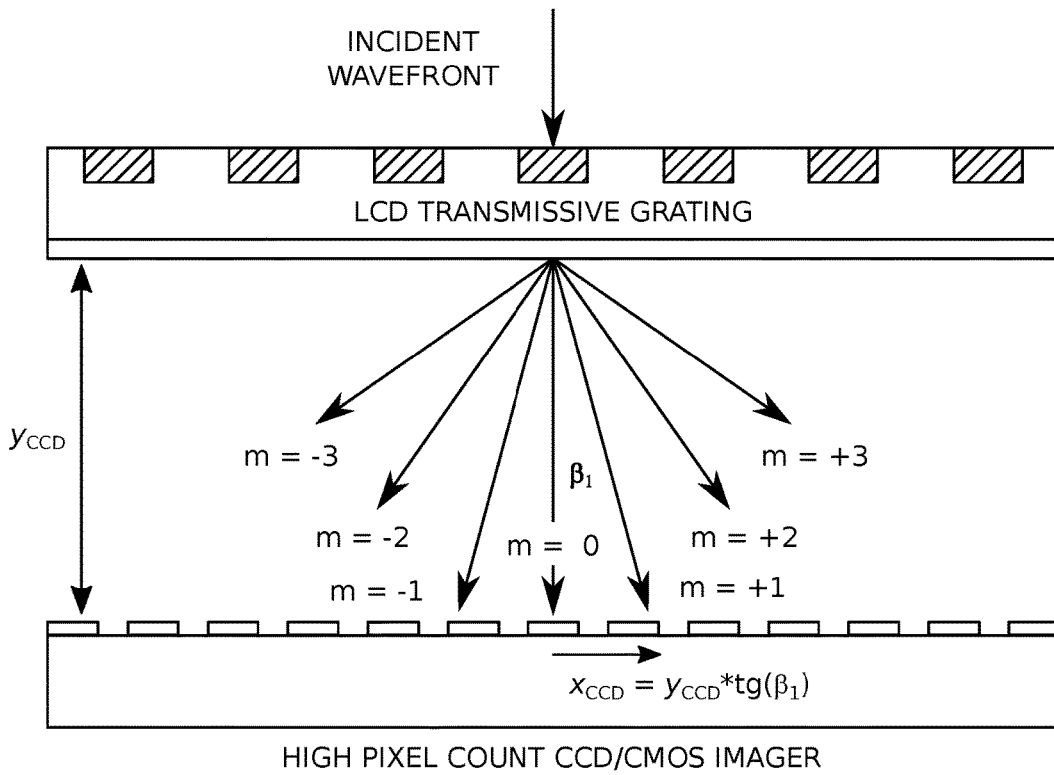 INCIDENT
WAVEFRONT
LCD TRANSMISSIVE GRATING
yCCD
m = -3
m = +3
β1
m = -2
m = 0
m = +2
m = -1
m = +1
xCCD = yCCD*tg(β1)
HIGH PIXEL COUNT CCD/CMOS IMAGER